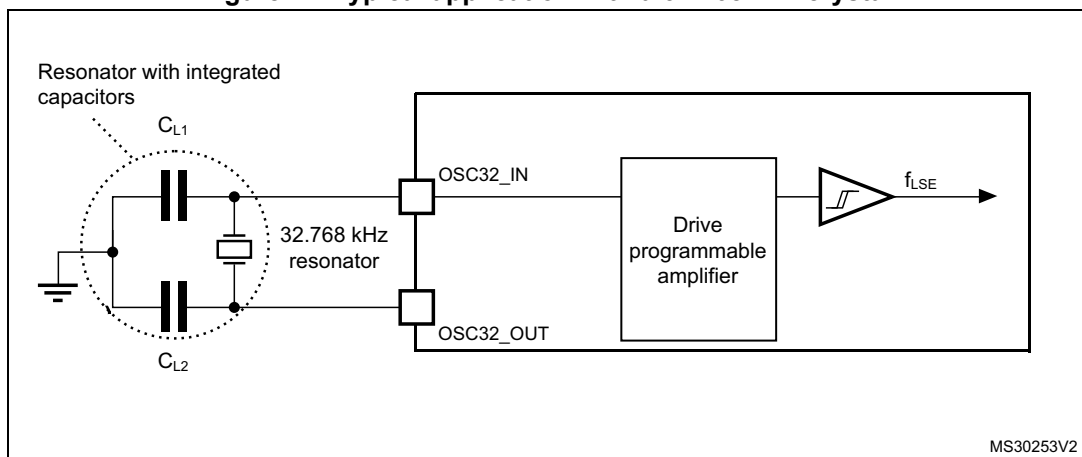 Resonator with integrated
capacitors
CL1
OSC32_IN
fLSE
32.768 kHz
resonator
Drive
programmable
amplifier
OSC32_OUT
CL2
MS30253V2